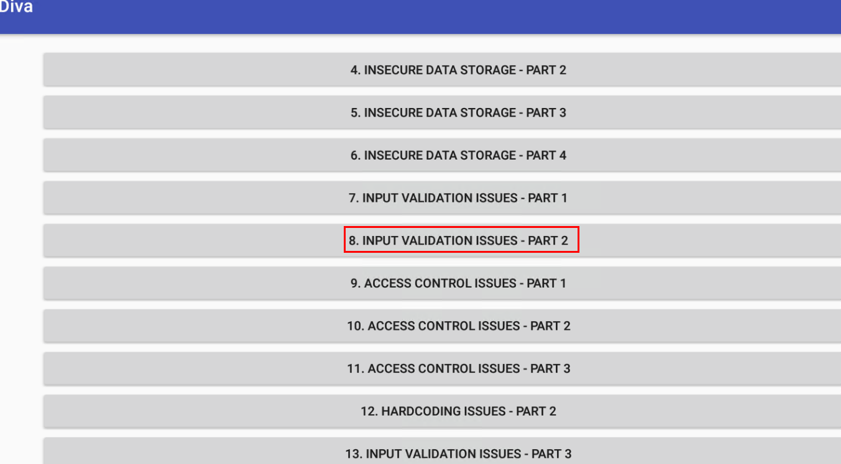 Diva
4. INSECURE DATA STORAGE - PART 2
5. INSECURE DATA STORAGE - PART 3
6. INSECURE DATA STORAGE - PART 4
7. INPUT VALIDATION ISSUES - PART 1
8. INPUT VALIDATION ISSUES - PART 2
9. ACCESS CONTROL ISSUES - PART 1
10. ACCESS CONTROL ISSUES - PART 2
11. ACCESS CONTROL ISSUES - PART 3
12. HARDCODING ISSUES - PART 2
13. INPUT VALIDATION ISSUES - PART 3